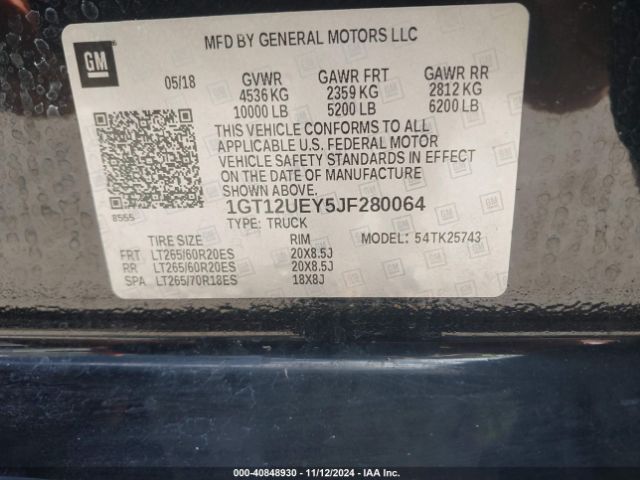 GM
MFD BY GENERAL MOTORS LLC
05/18 GVWR GAWR FRT GAWR RR
4536 KG 2359 KG 2812 KG
10000 LB 5200 LB 6200 LB
THIS VEHICLE CONFORMS TO ALL
APPLICABLE U.S. FEDERAL MOTOR
VEHICLE SAFETY STANDARDS IN EFFECT
ON THE DATE OF MANUFACTURE
SHOWN ABOVE.
8555
1GT12UEY5JF280064
TYPE: TRUCK MODEL: 54TK25743
TIRE SIZE RIM
FRT LT265/60R20ES 20X8.5J
RR LT265/60R20ES 20X8.5J
SPA LT265/70R18ES 18X8J
000-40848930 - 11/12/2024 - IAA Inc.